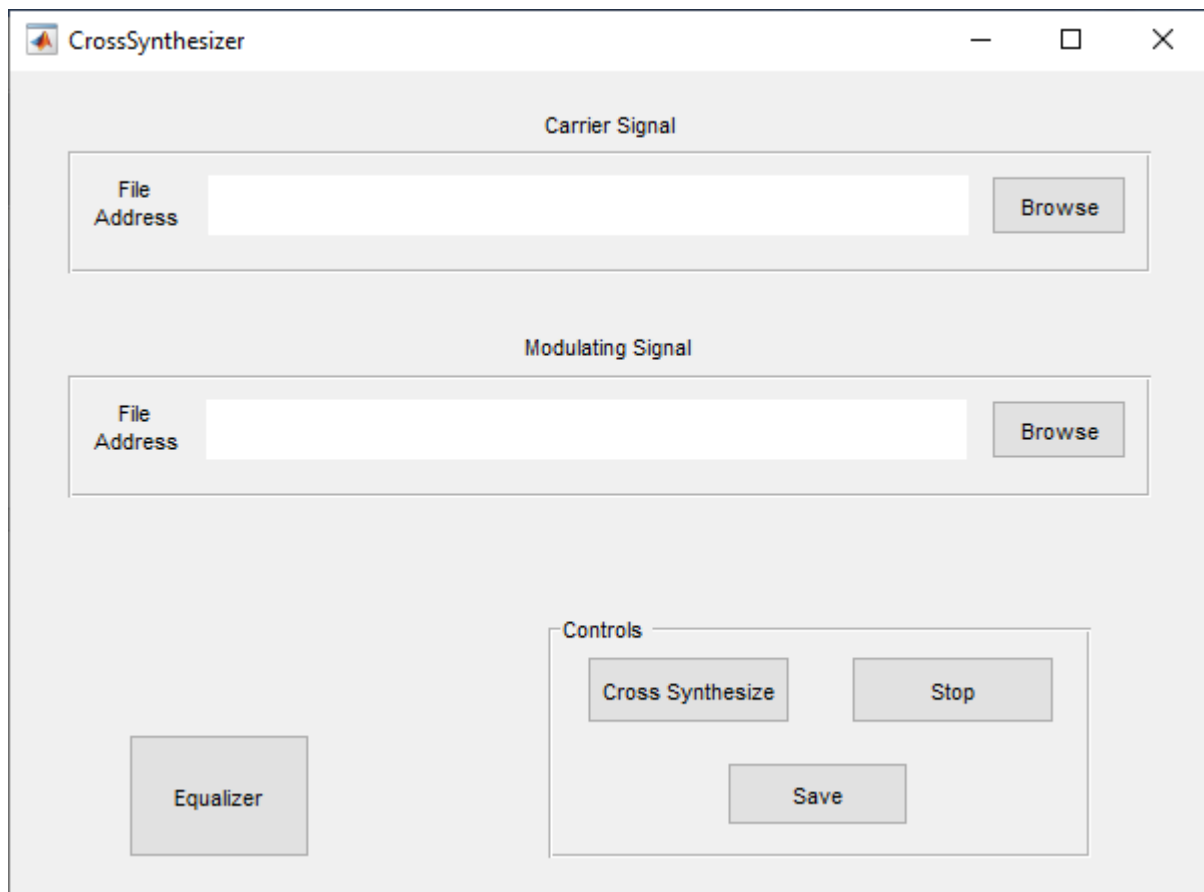 CrossSynthesizer
Carrier Signal
File
Address
Browse
Modulating Signal
File
Address
Browse
Controls
Cross Synthesize
Stop
Equalizer
Save